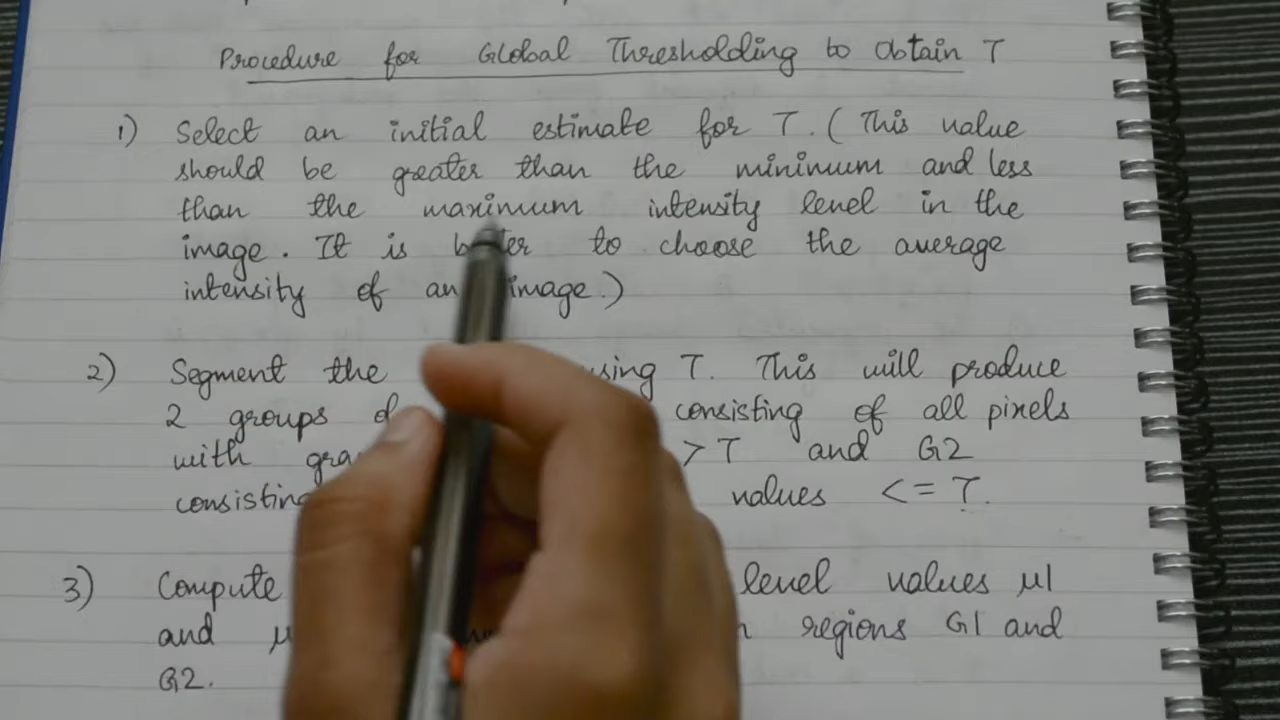 Procedure for Global Thresholding to obtain T
1) Select an initial estimate for T. (This value
should be greater than the minimum and less
than the maximum intensity level in the
image. It is better to choose the average
intensity of an image.)
2) Segment the using T. This will produce
2 groups consisting of all pixels
with > T and G2
consisting values <= T.
3) Compute level values μ1
and regions G1 and
G2.